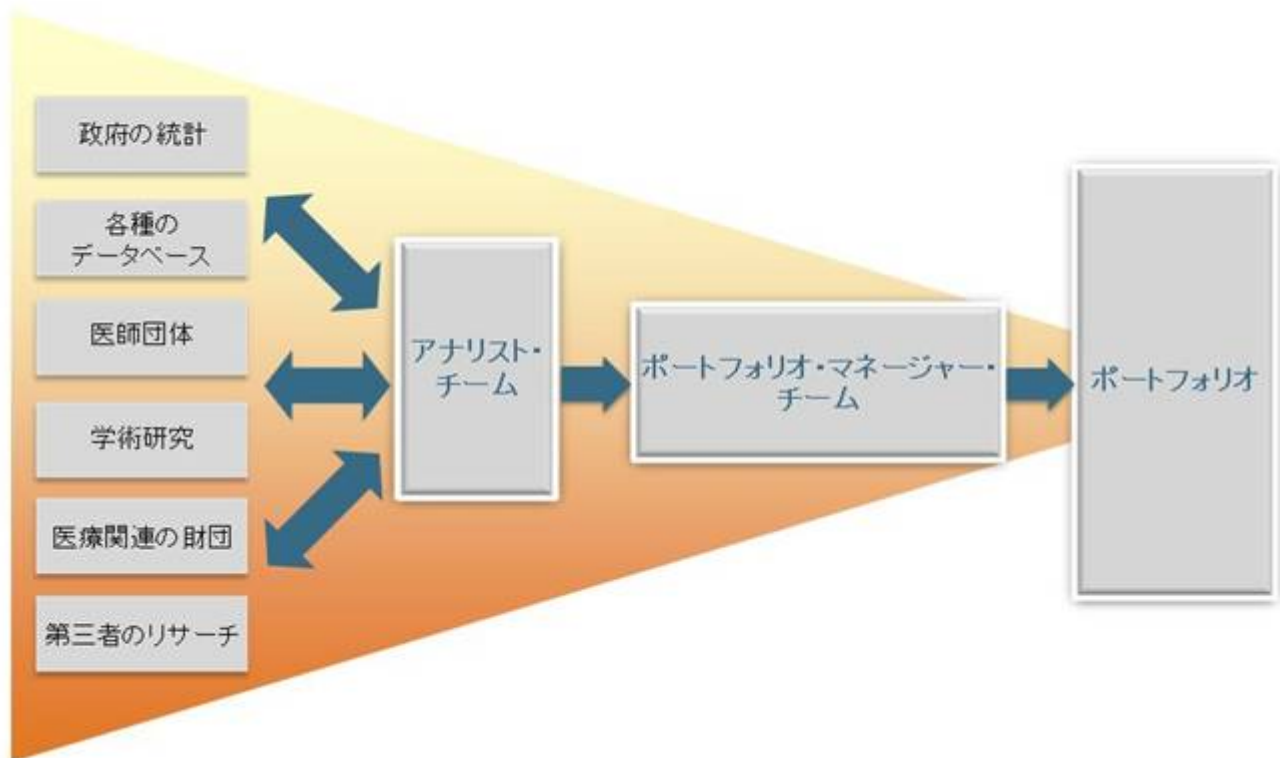 政府の統計
各種の
データベース
医師団体
学術研究
医療関連の財団
第三者のリサーチ
アナリスト・
チーム
ポートフォリオ・マネージャー・
チーム
ポートフォリオ